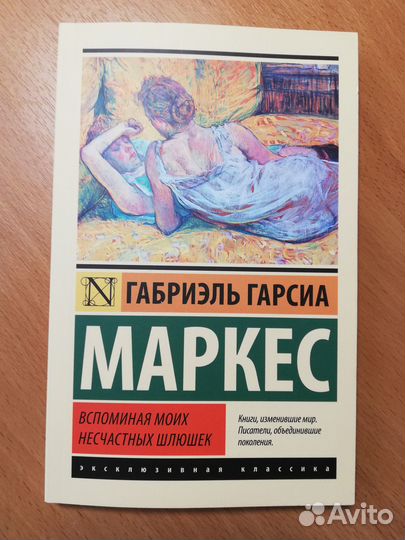 N
ГАБРИЭЛЬ ГАРСИА
МАРКЕС
ВСПОМИНАЯ МОИХ
НЕСЧАСТНЫХ ШЛЮШЕК
Книги, изменившие мир.
Писатели, объединившие
поколения.
эксклюзивная классика
Avito